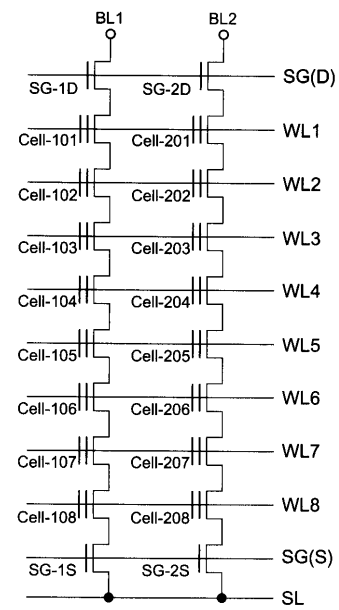 BL1 BL2
SG(D)
SG-1D SG-2D
WL1
Cell-101 Cell-201
WL2
Cell-102 Cell-202
WL3
Cell-103 Cell-203
WL4
Cell-104 Cell-204
WL5
Cell-105 Cell-205
WL6
Cell-106 Cell-206
WL7
Cell-107 Cell-207
WL8
Cell-108 Cell-208
SG(S)
SG-1S SG-2S
SL